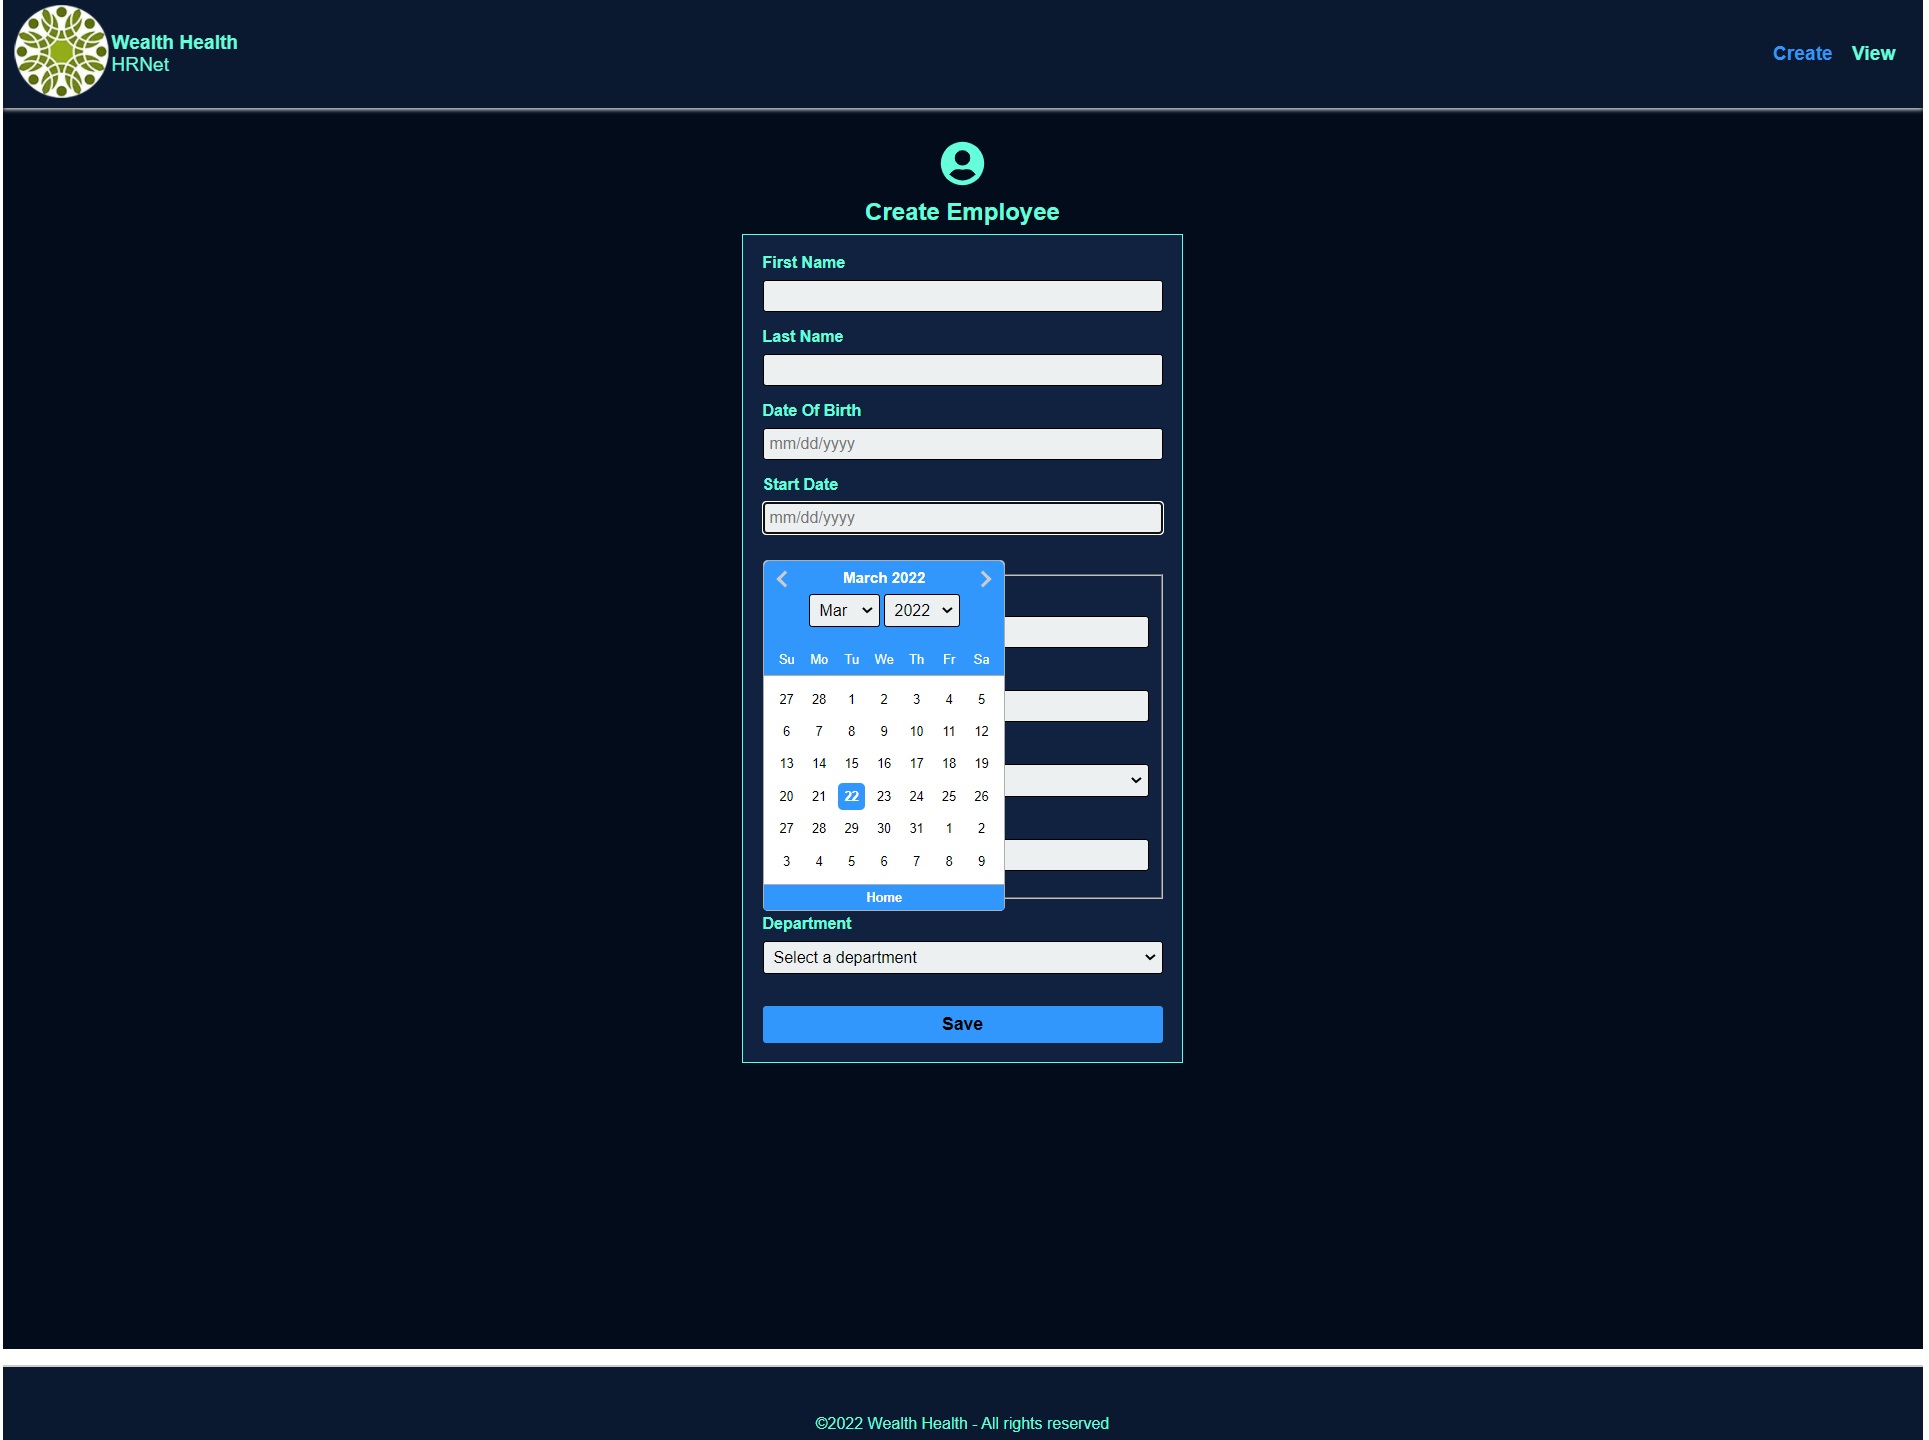 Wealth Health
HRNet
Create View
Create Employee
First Name
Last Name
Date Of Birth
mm/dd/yyyy
Start Date
mm/dd/yyyy
March 2022
Mar 2022
Su Mo Tu We Th Fr Sa
27 28 1 2 3 4 5
6 7 8 9 10 11 12
13 14 15 16 17 18 19
20 21 22 23 24 25 26
27 28 29 30 31 1 2
3 4 5 6 7 8 9
Home
Department
Select a department
Save
©2022 Wealth Health - All rights reserved